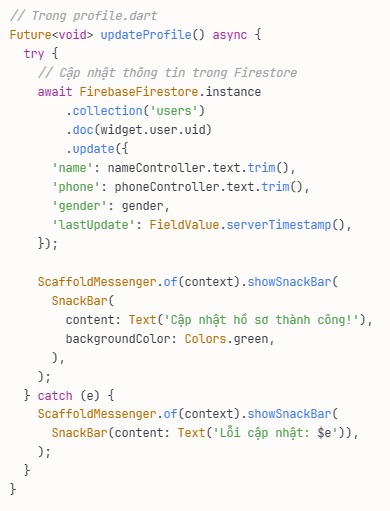 // Trong profile.dart
Future<void> updateProfile() async {
  try {
    // Cập nhật thông tin trong Firestore
    await FirebaseFirestore.instance
        .collection('users')
        .doc(widget.user.uid)
        .update({
      'name': nameController.text.trim(),
      'phone': phoneController.text.trim(),
      'gender': gender,
      'lastUpdate': FieldValue.serverTimestamp(),
    });

    ScaffoldMessenger.of(context).showSnackBar(
      SnackBar(
        content: Text('Cập nhật hồ sơ thành công!'),
        backgroundColor: Colors.green,
      ),
    );
  } catch (e) {
    ScaffoldMessenger.of(context).showSnackBar(
      SnackBar(content: Text('Lỗi cập nhật: $e')),
    );
  }
}